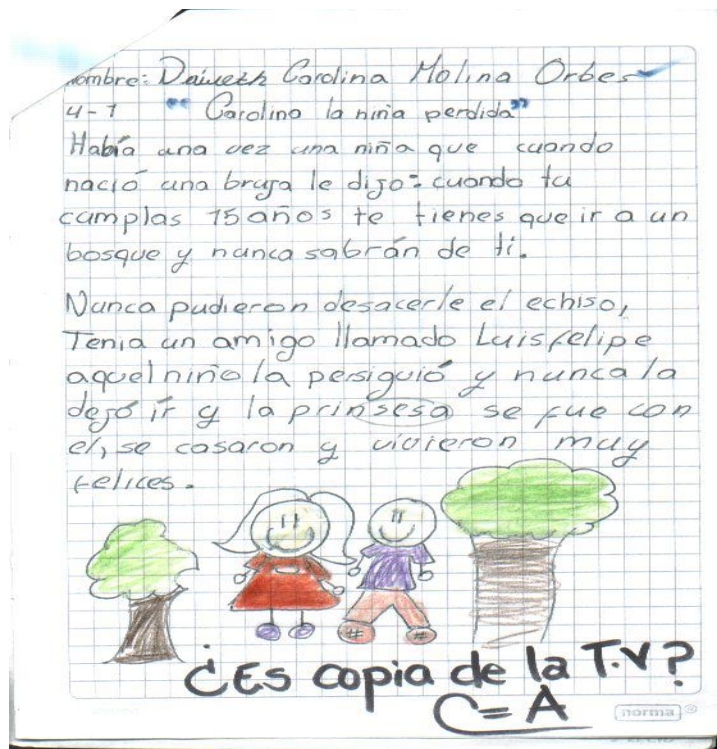 Nombre: Daiveth Carolina Molina Orbes
4-1 "Carolina la niña perdida"
Había una vez una niña que cuando
nació una bruja le dijo: cuando tu
cumplas 15 años te tienes que ir a un
bosque y nunca sabrán de ti.
Nunca pudieron desacerle el echiso,
Tenia un amigo llamado Luisfelipe
aquel niño la persiguió y nunca la
dejó ir y la prinsesa se fue con
el, se casaron y vivieron muy
felices.
¿Es copia de la T.V?
C=A
norma